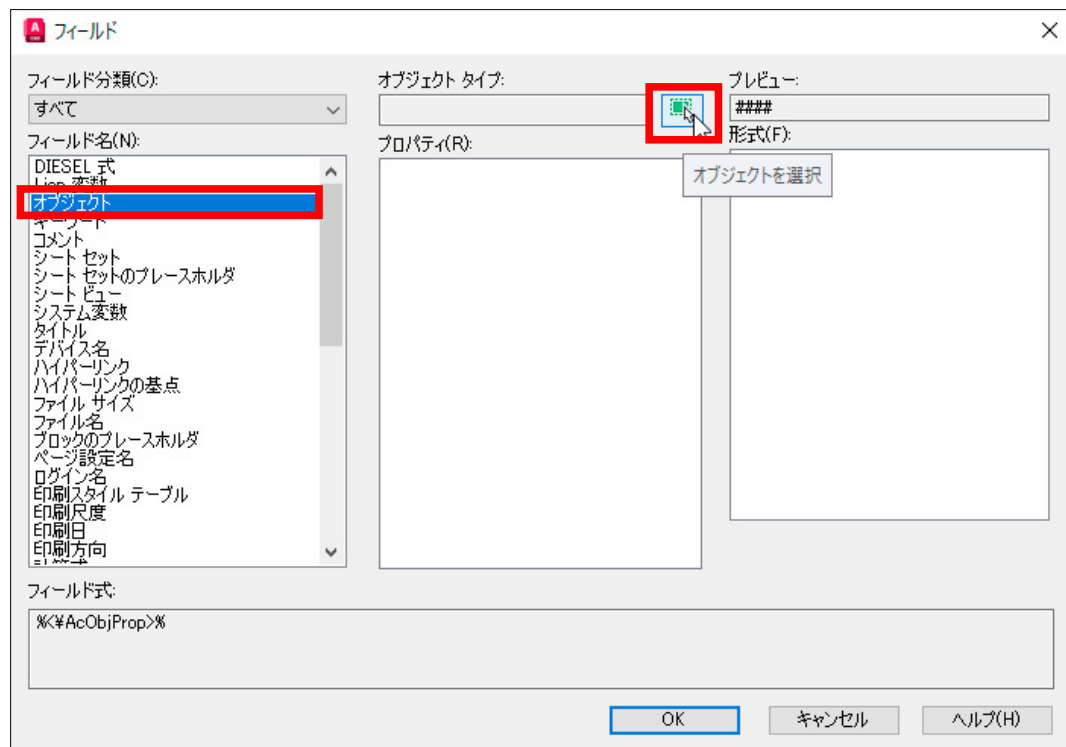 フィールド
フィールド分類(C):
すべて
フィールド名(N):
DIESEL 式
Lisp 変数
オブジェクト
キーワード
コメント
シート セット
シート セットのプレースホルダ
シート ビュー
システム変数
タイトル
デバイス名
ハイパーリンク
ハイパーリンクの基点
ファイル サイズ
ファイル名
ブロックのプレースホルダ
ページ設定名
ログイン名
印刷スタイル テーブル
印刷尺度
印刷日
印刷方向
オブジェクト タイプ:
プロパティ(R):
プレビュー:
####
形式(F):
オブジェクトを選択
フィールド式:
%<¥AcObjProp>%
OK
キャンセル
ヘルプ(H)